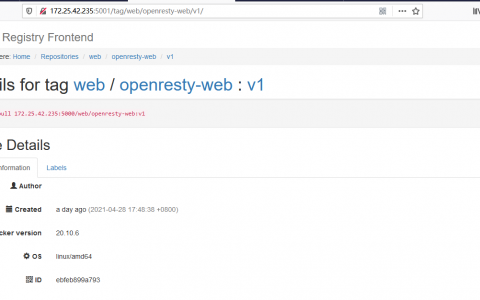 172.25.42.235:5001/tag/web/openresty-web/v1/
Registry Frontend
ere: Home / Repositories / web / openresty-web / v1
ils for tag web / openresty-web : v1
pull 172.25.42.235:5000/web/openresty-web:v1
e Details
nformation Labels
Author
Created a day ago (2021-04-28 17:48:38 +0800)
cker version 20.10.6
OS linux/amd64
ID ebfeb899a793